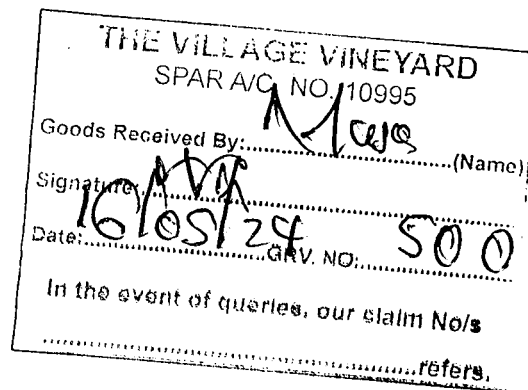 THE VILLAGE VINEYARD
SPAR A/C NO. 10995
Goods Received By:..................(Name)
Signature:..................
Date: 16/05/24 GRV. NO: 500
In the event of queries, our claim No/s
..................refers.